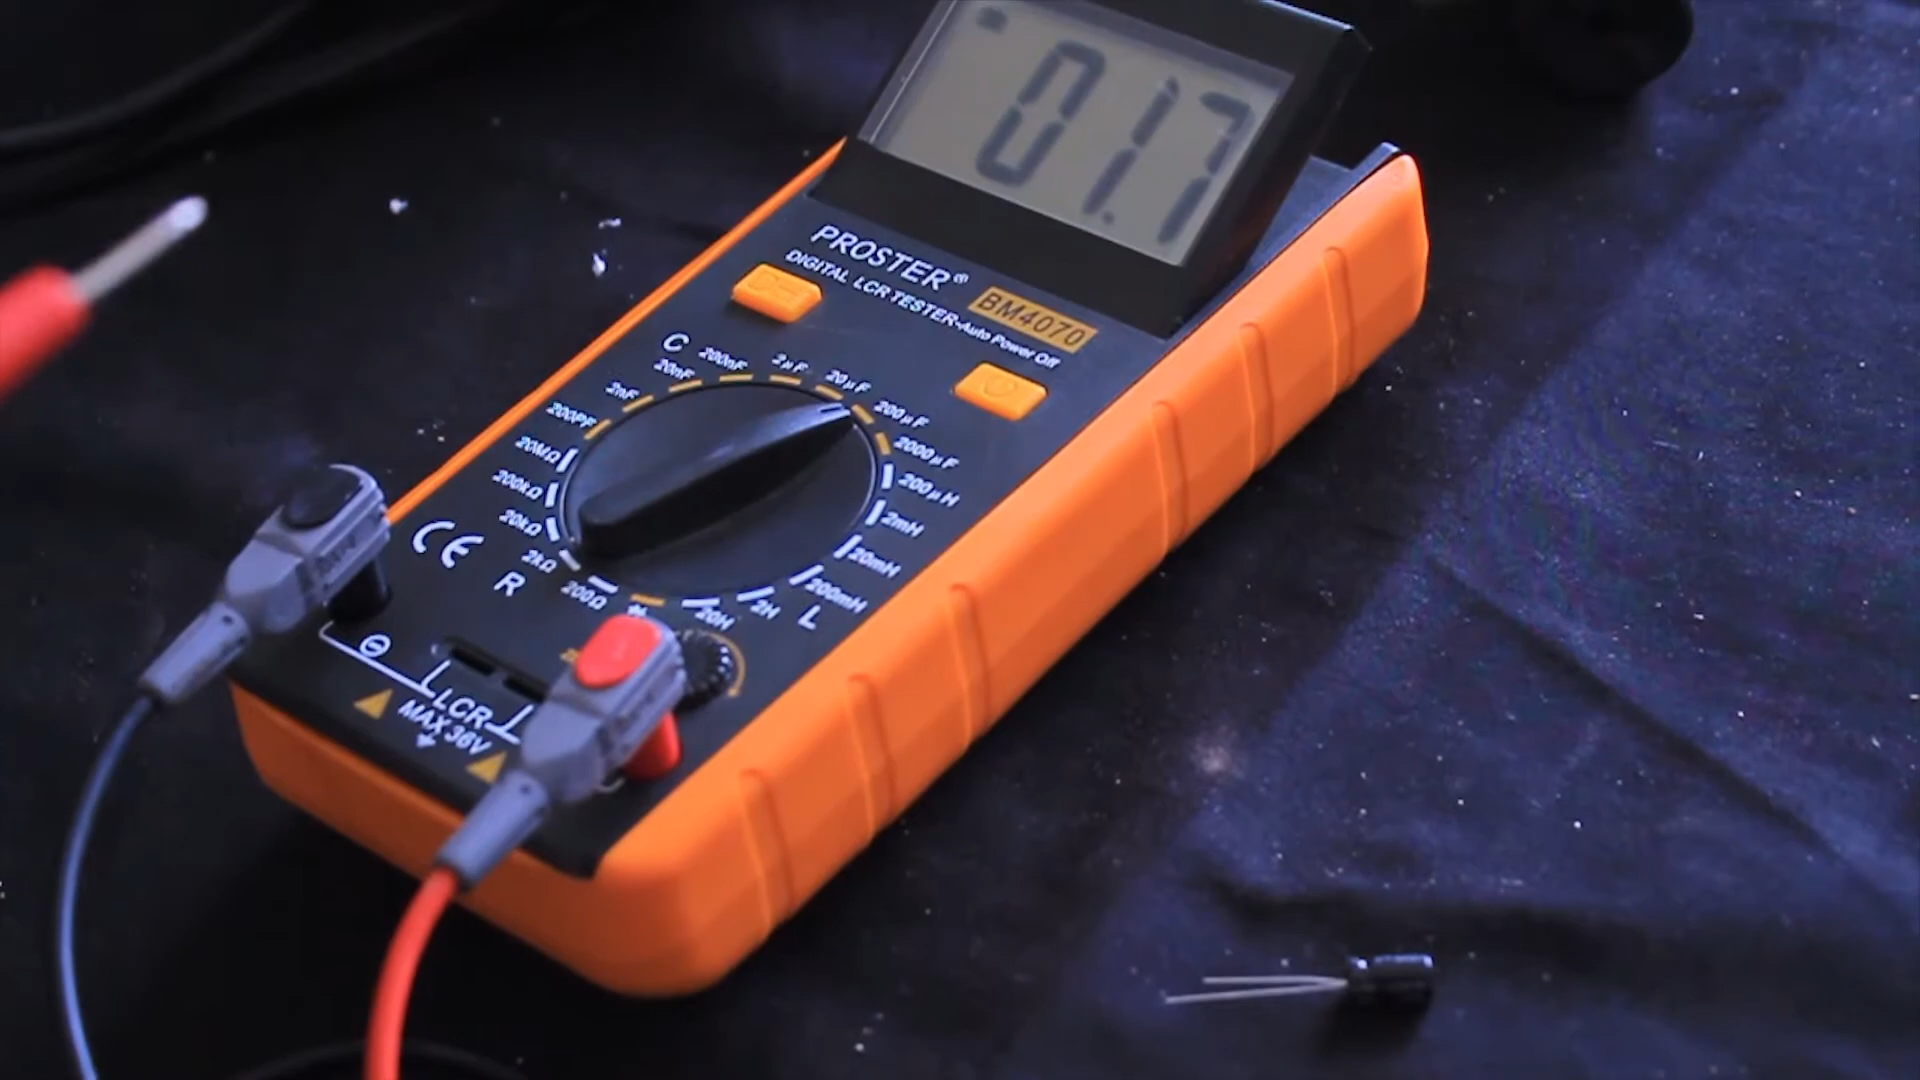 -01.7
PROSTER®
DIGITAL LCR TESTER-Auto Power Off
BM4070
C
200PF
2nF
20nF
200nF
2μF
20μF
200μF
2000μF
200μH
2mH
20mH
200mH
2H
20H
L
20MΩ
200kΩ
20kΩ
2kΩ
200Ω
R
CE
LCR
MAX 36V